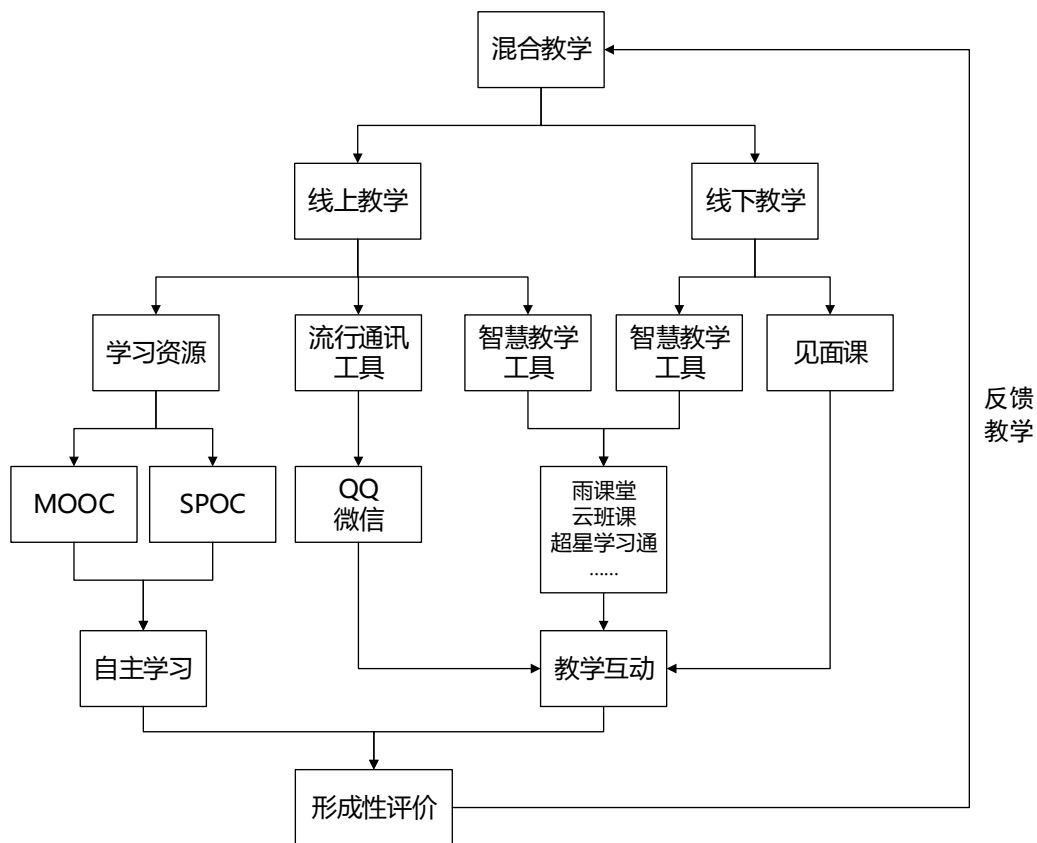 混合教学
线上教学
线下教学
学习资源
流行通讯
工具
智慧教学
工具
智慧教学
工具
见面课
反馈
教学
MOOC
SPOC
QQ
微信
雨课堂
云班课
超星学习通
……
自主学习
教学互动
形成性评价